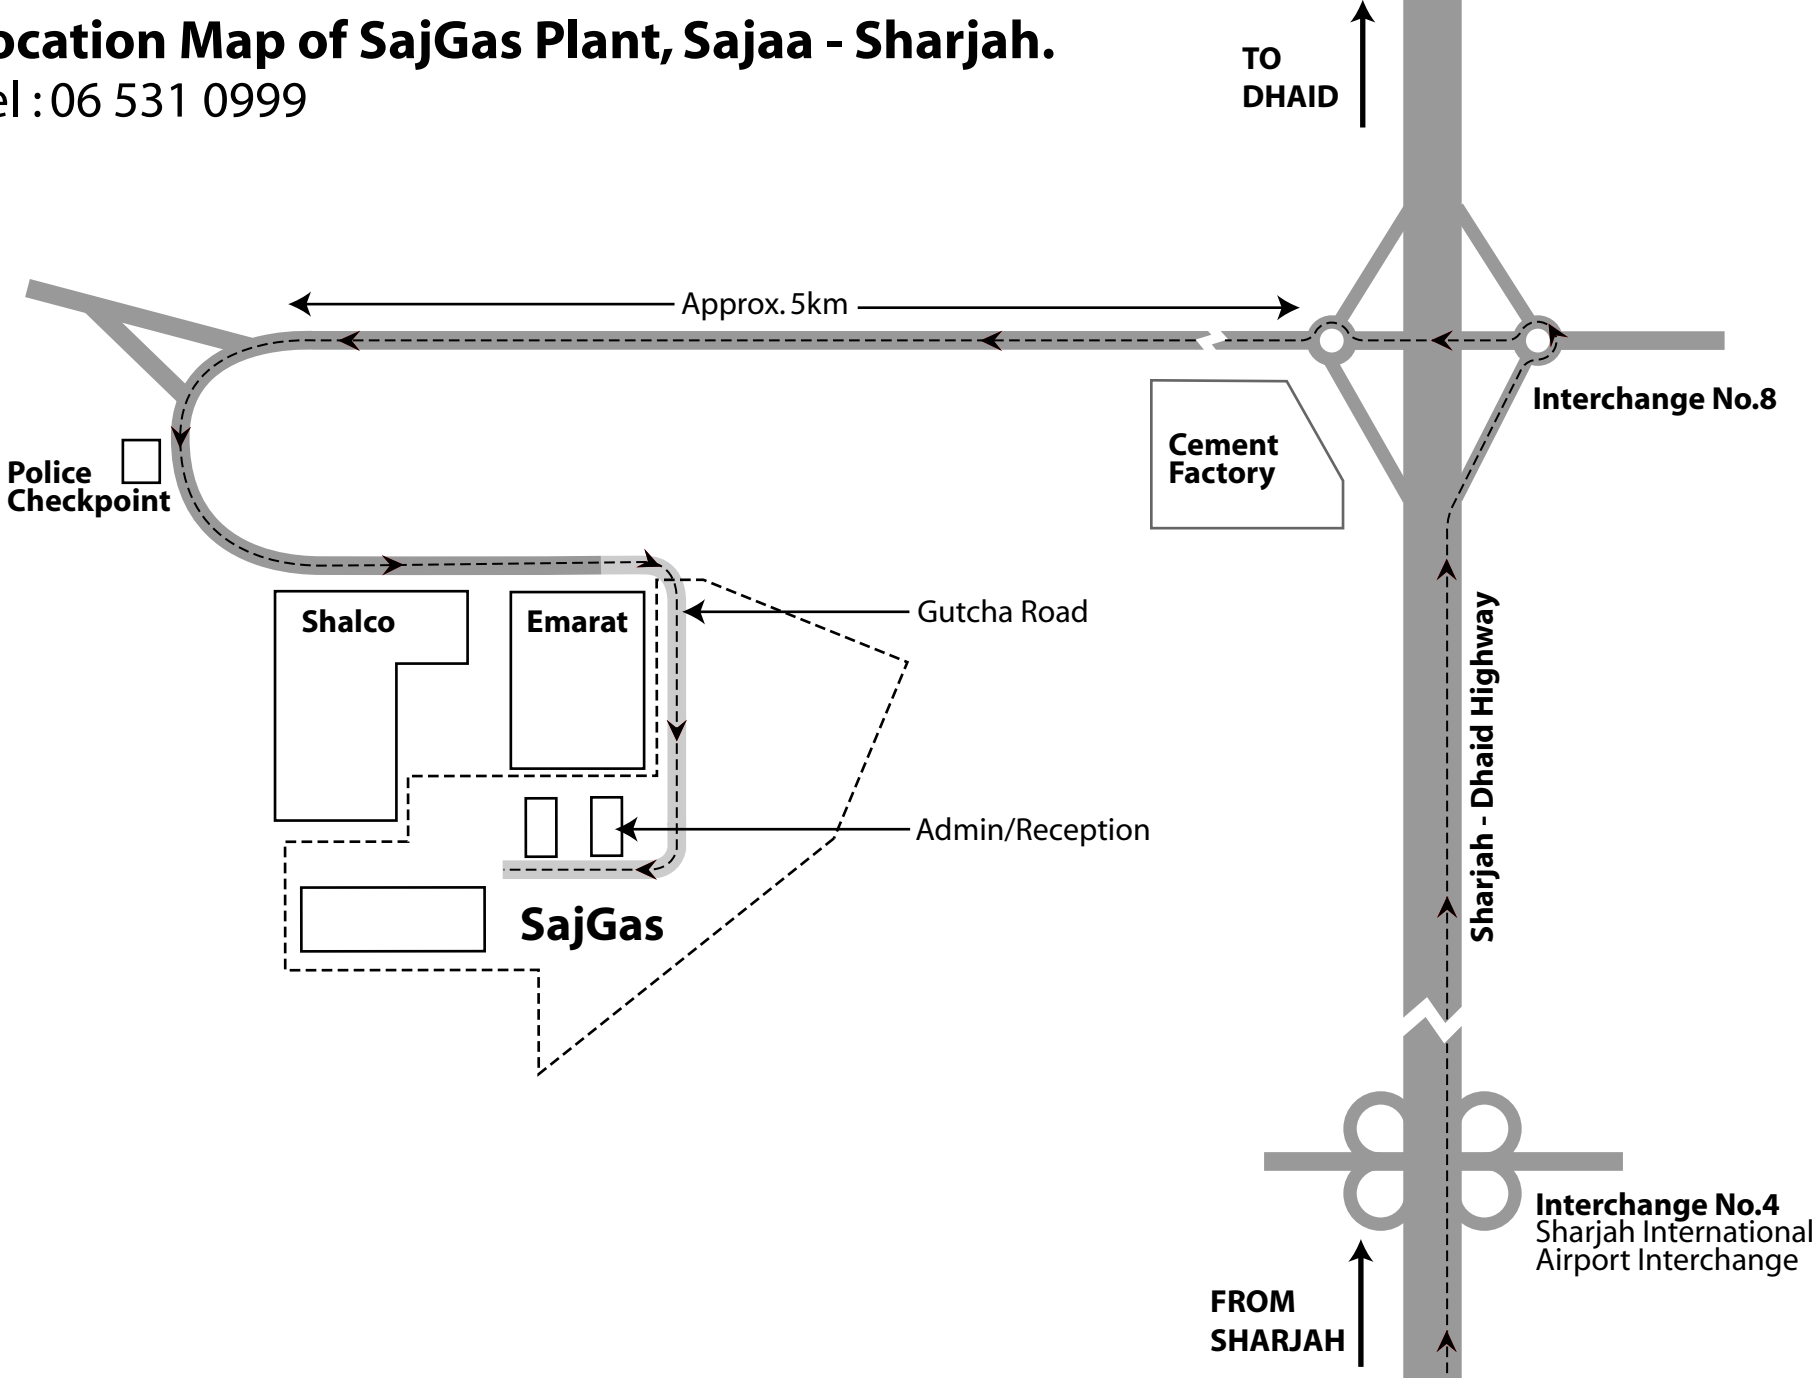 ocation Map of SajGas Plant, Sajaa - Sharjah.
el : 06 531 0999
TO
DHAID
Approx. 5km
Interchange No.8
Cement
Factory
Police
Checkpoint
Shalco
Emarat
Gutcha Road
Sharjah - Dhaid Highway
Admin/Reception
SajGas
Interchange No.4
Sharjah International
Airport Interchange
FROM
SHARJAH